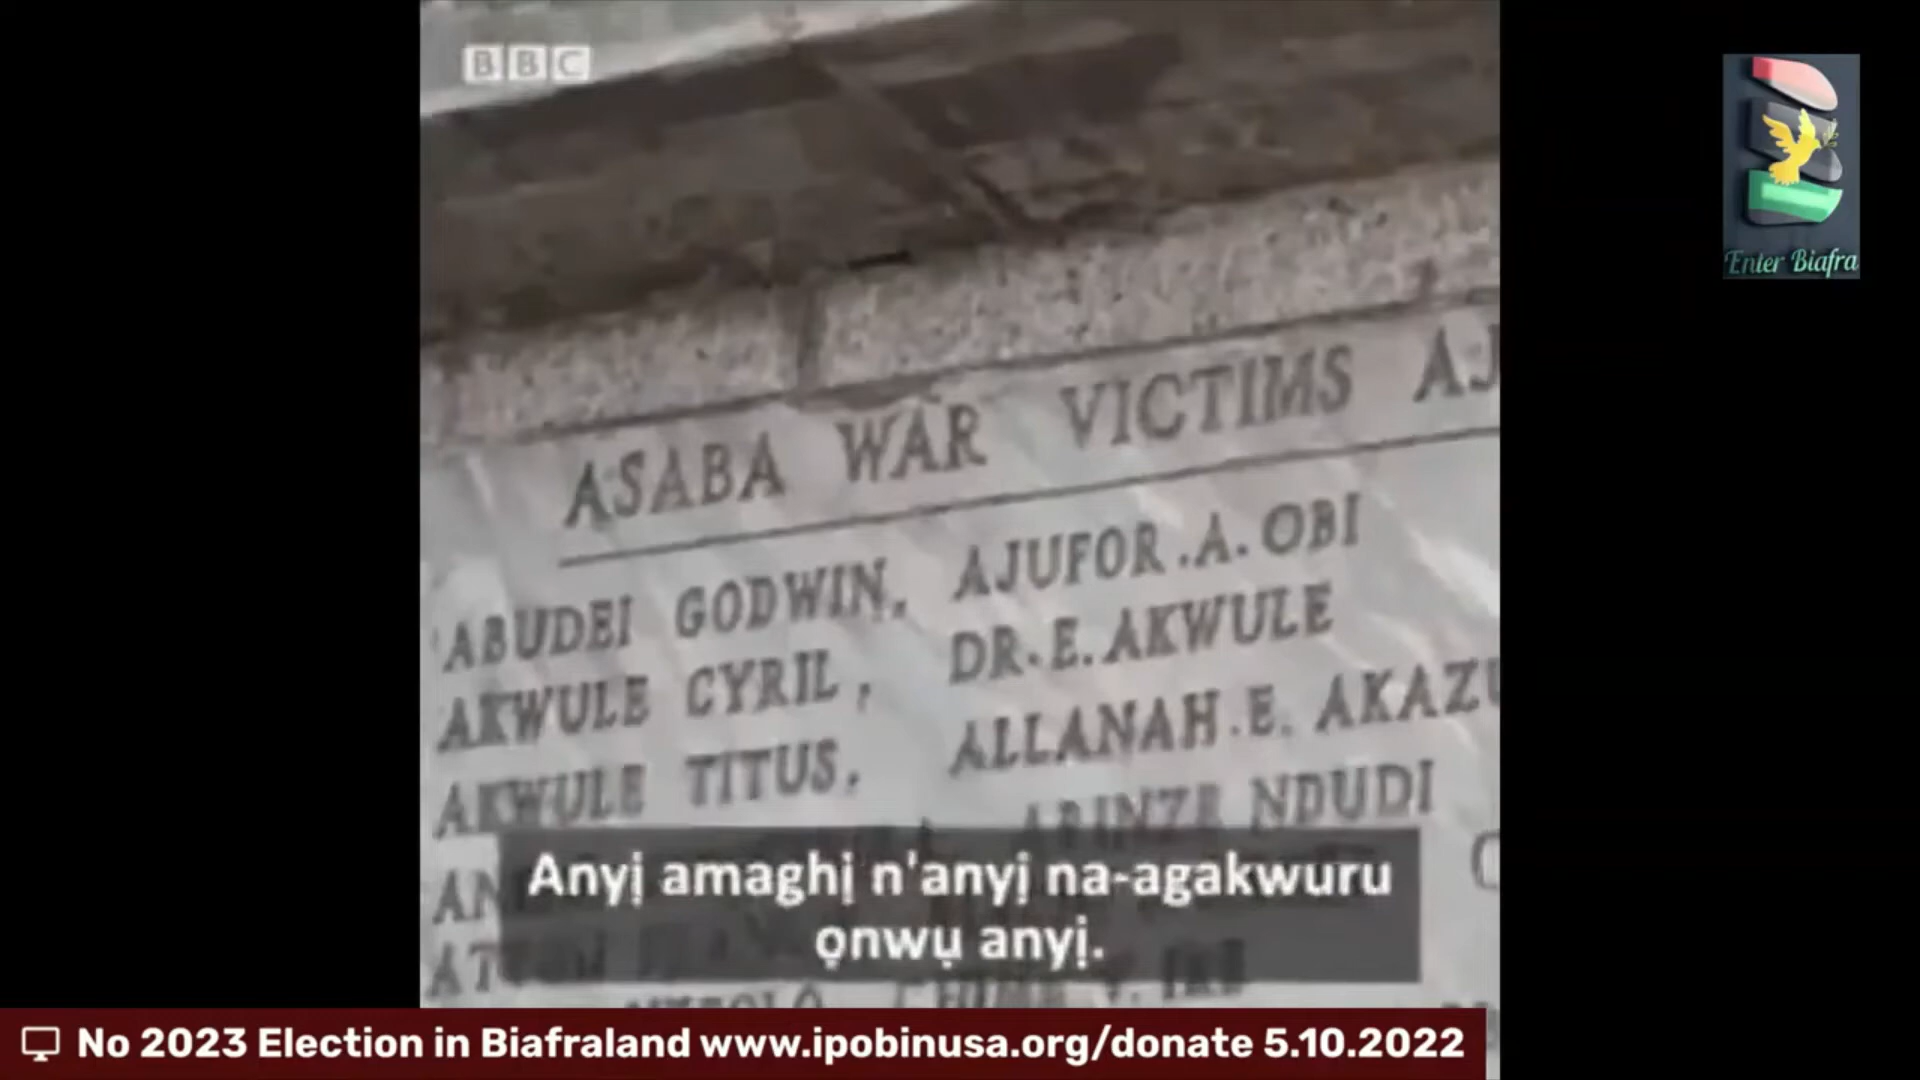 BBC
Enter Biafra
ASABA WAR VICTIMS
ABUDEI GODWIN, AJUFOR.A.OBI
AKWULE CYRIL, DR.E.AKWULE
AKWULE TITUS, ALLANAH.E.
NDUDI
Anyị amaghị n'anyị na-agakwuru
ọnwụ anyị.
No 2023 Election in Biafraland www.ipobinusa.org/donate 5.10.2022